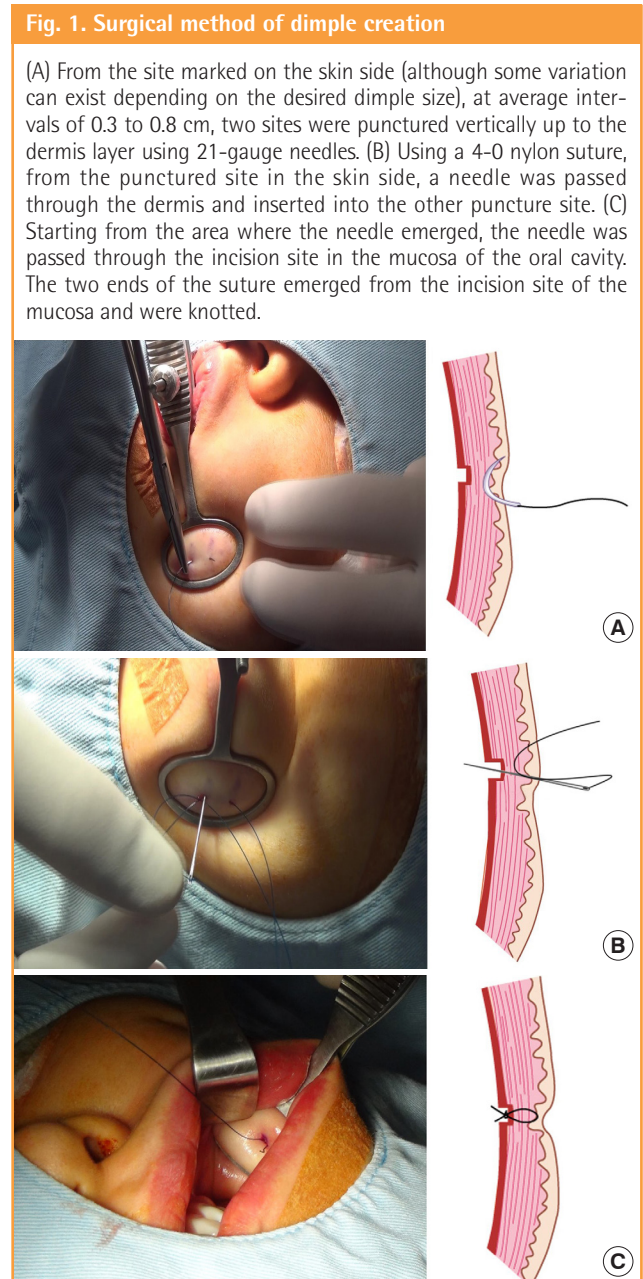 Fig. 1. Surgical method of dimple creation
(A) From the site marked on the skin side (although some variation
can exist depending on the desired dimple size), at average inter-
vals of 0.3 to 0.8 cm, two sites were punctured vertically up to the
dermis layer using 21-gauge needles. (B) Using a 4-0 nylon suture,
from the punctured site in the skin side, a needle was passed
through the dermis and inserted into the other puncture site. (C)
Starting from the area where the needle emerged, the needle was
passed through the incision site in the mucosa of the oral cavity.
The two ends of the suture emerged from the incision site of the
mucosa and were knotted.
A
B
C